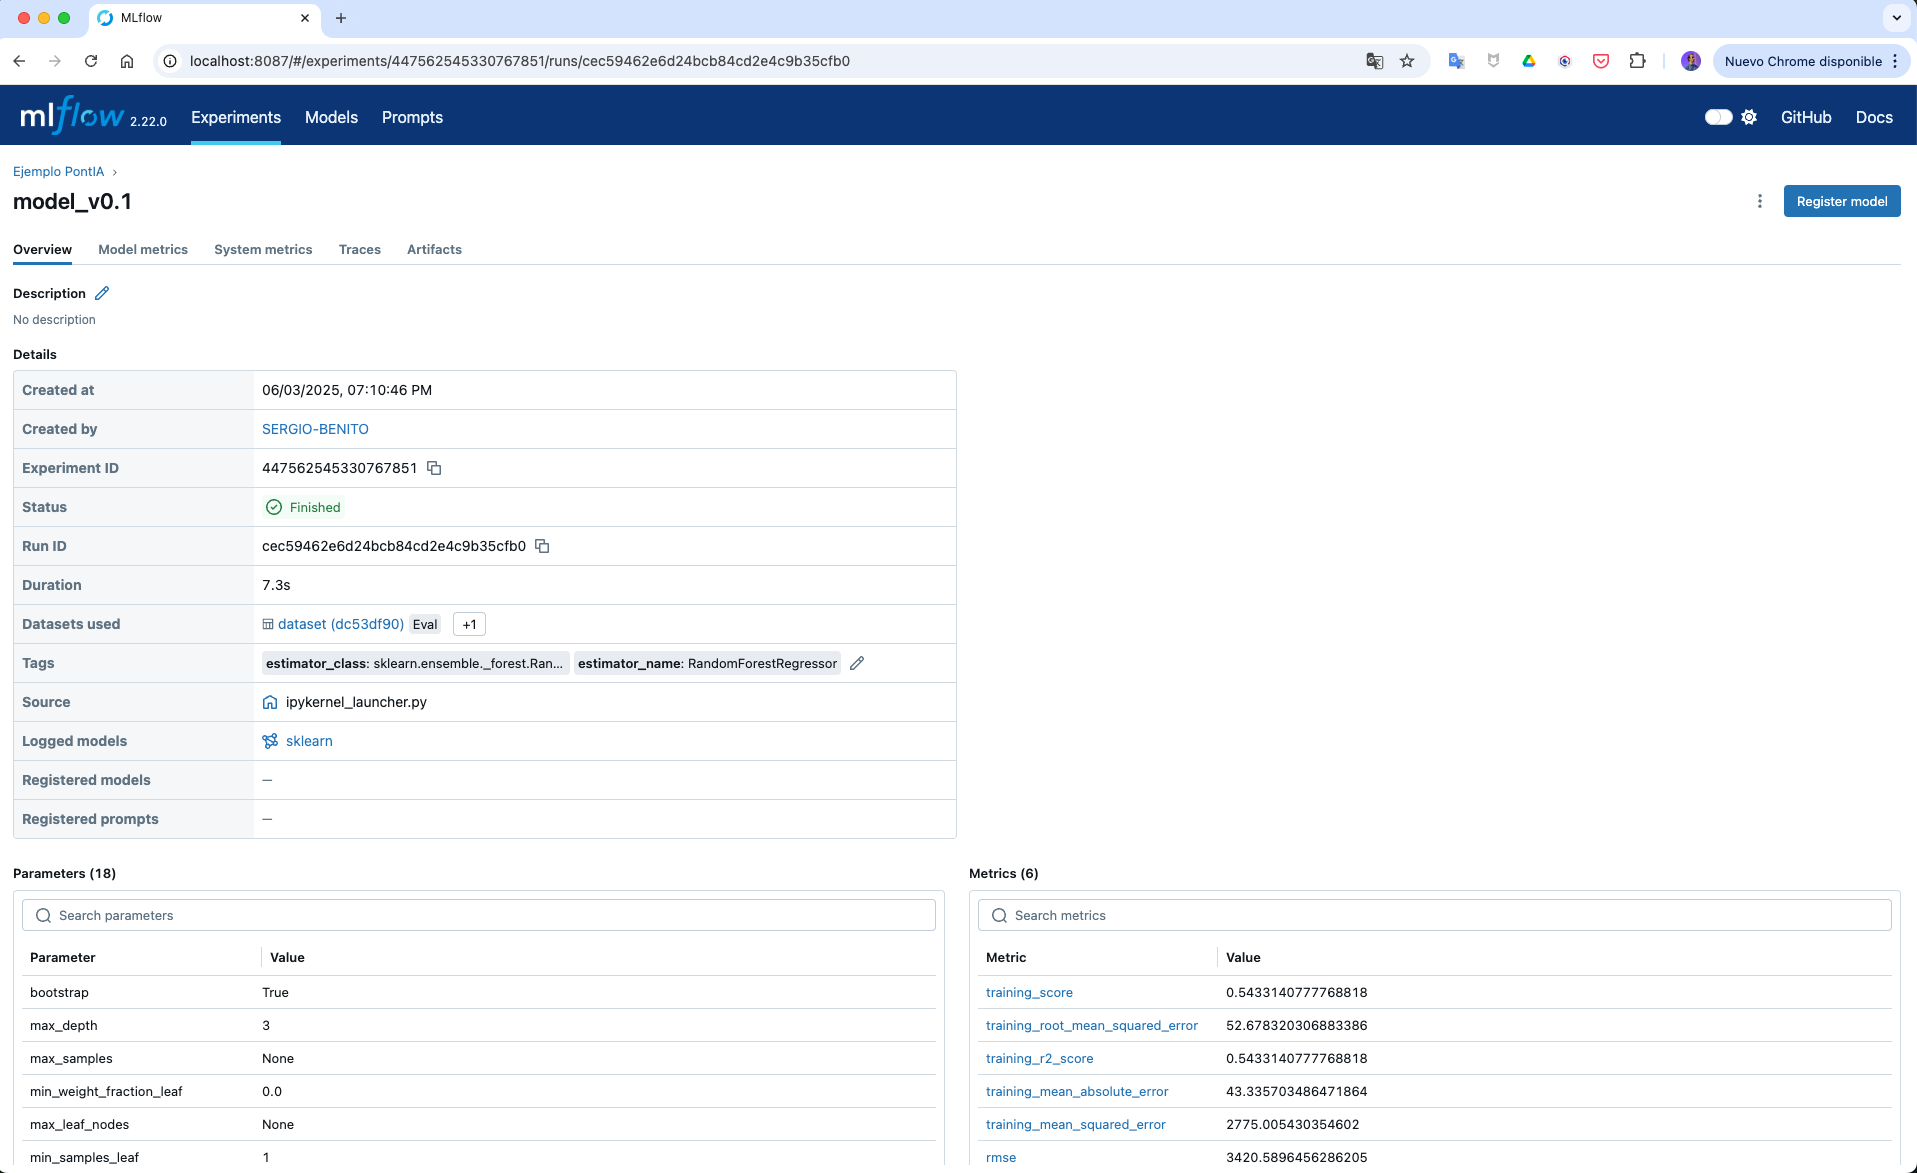 MLflow
localhost:8087/#/experiments/447562545330767851/runs/cec59462e6d24bcb84cd2e4c9b35cfb0
Nuevo Chrome disponible
mlflow 2.22.0 Experiments Models Prompts GitHub Docs
Ejemplo PontIA
model_v0.1
Register model
Overview Model metrics System metrics Traces Artifacts
Description
No description
Details
Created at 06/03/2025, 07:10:46 PM
Created by SERGIO-BENITO
Experiment ID 447562545330767851
Status Finished
Run ID cec59462e6d24bcb84cd2e4c9b35cfb0
Duration 7.3s
Datasets used dataset (dc53df90) Eval +1
Tags estimator_class: sklearn.ensemble._forest.Ran... estimator_name: RandomForestRegressor
Source ipykernel_launcher.py
Logged models sklearn
Registered models —
Registered prompts —
Parameters (18)
Search parameters
Parameter Value
bootstrap True
max_depth 3
max_samples None
min_weight_fraction_leaf 0.0
max_leaf_nodes None
min_samples_leaf 1
Metrics (6)
Search metrics
Metric Value
training_score 0.5433140777768818
training_root_mean_squared_error 52.678320306883386
training_r2_score 0.5433140777768818
training_mean_absolute_error 43.335703486471864
training_mean_squared_error 2775.005430354602
rmse 3420.5896456286205